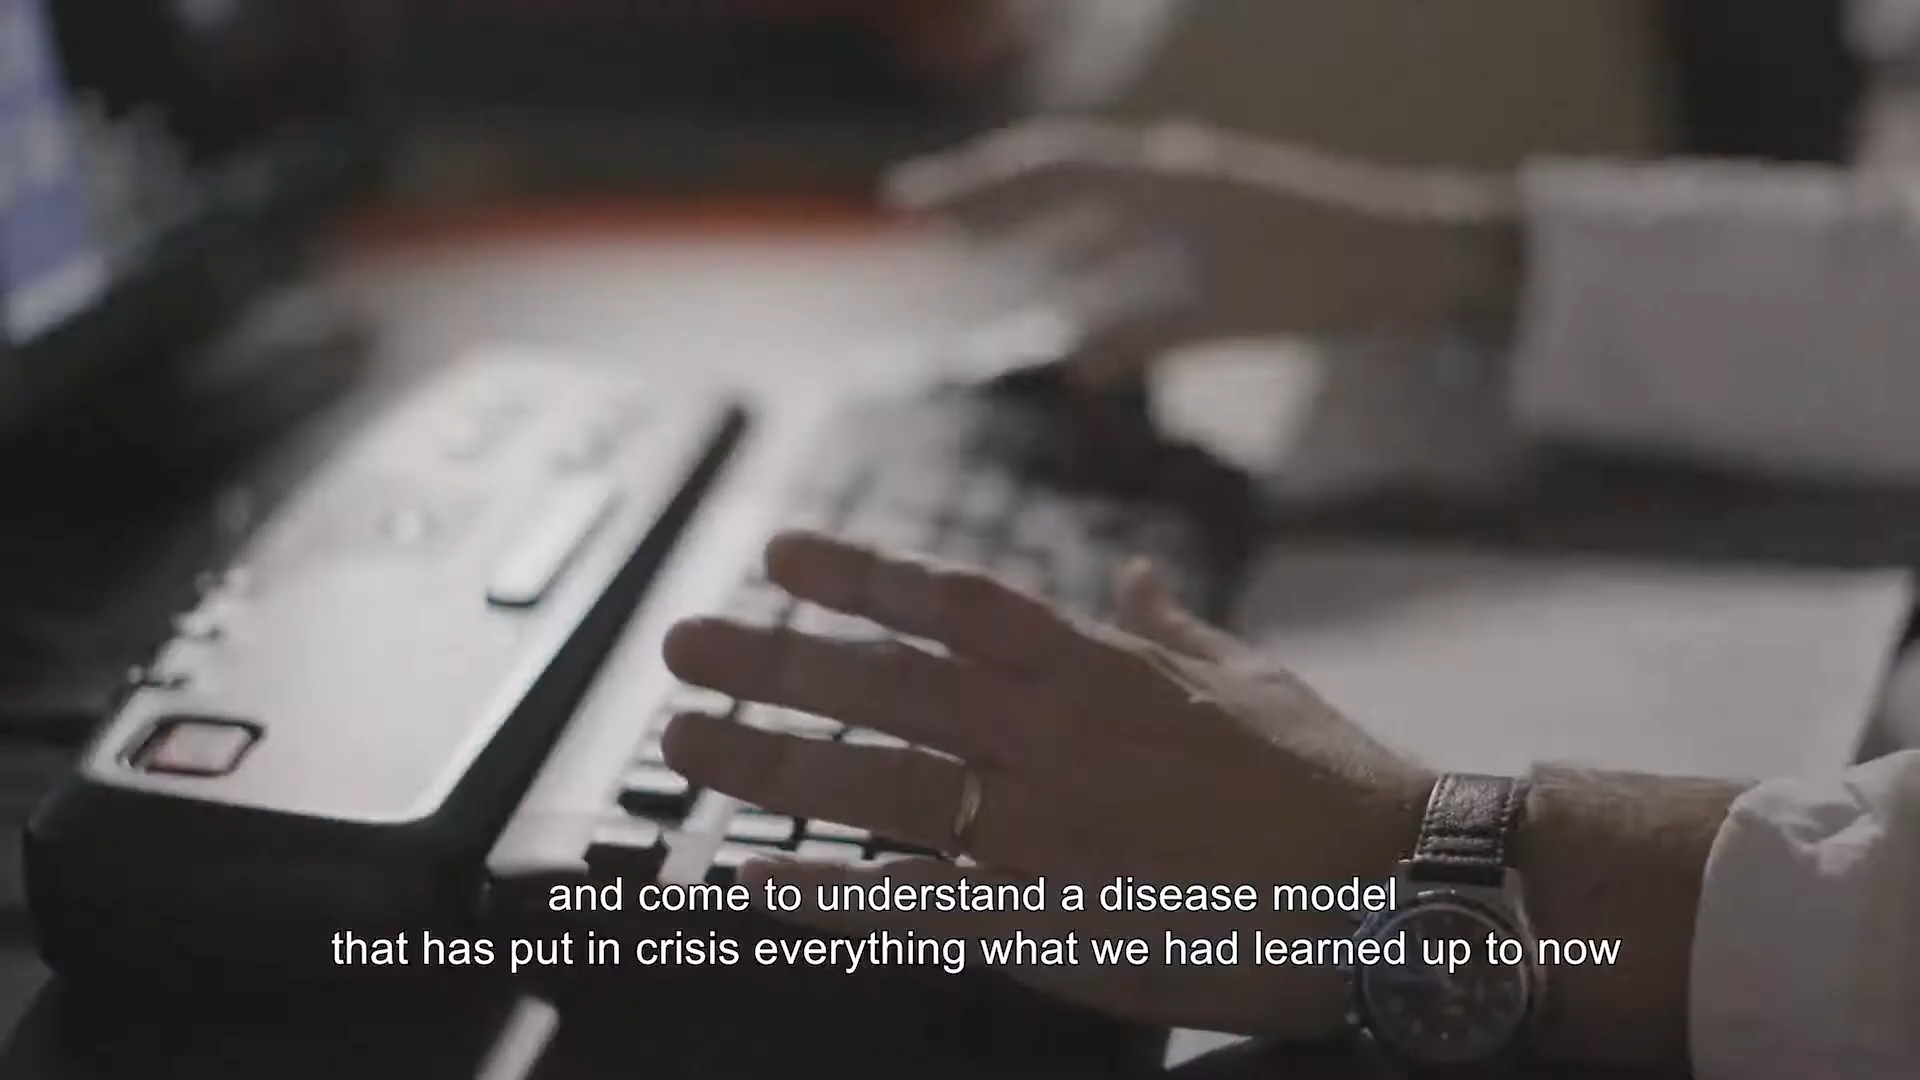 and come to understand a disease model
that has put in crisis everything what we had learned up to now